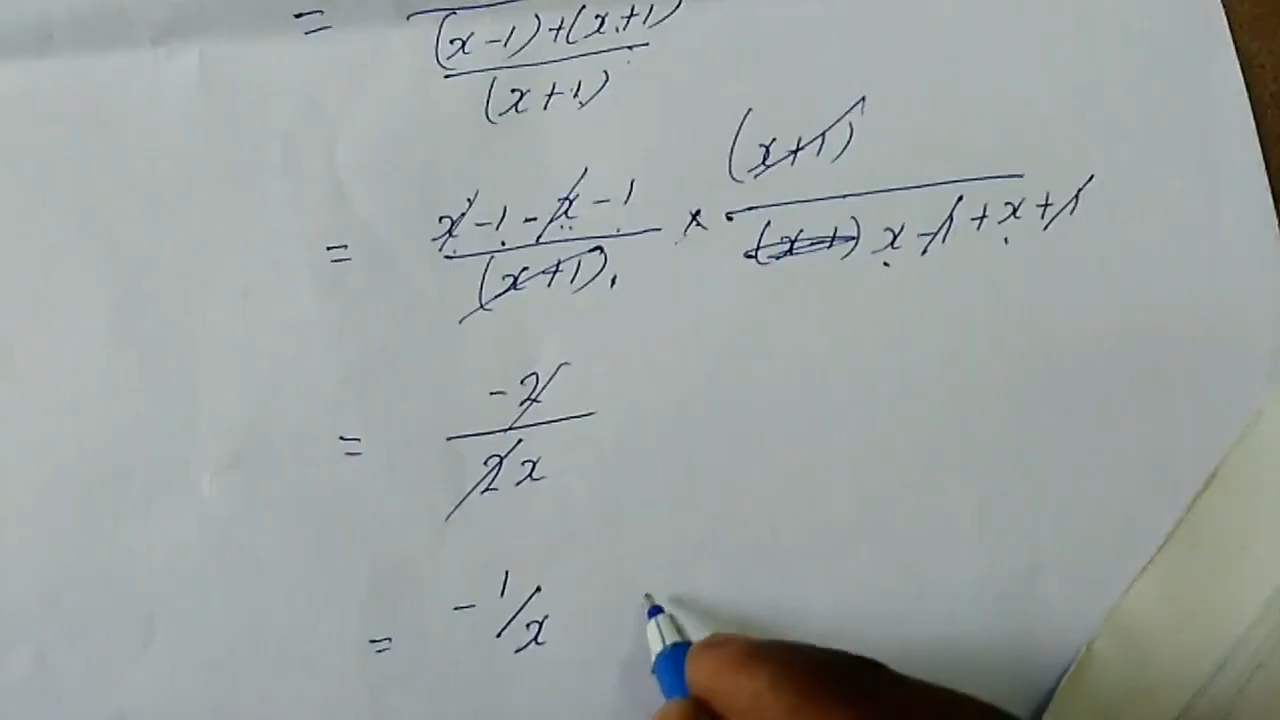 =
(x-1)+(x+1)
(x+1)
(x+1)
= x-1-x-1 × 
(x+1) (x-1) x-1+x+1
-2
=
2x
= -1/x